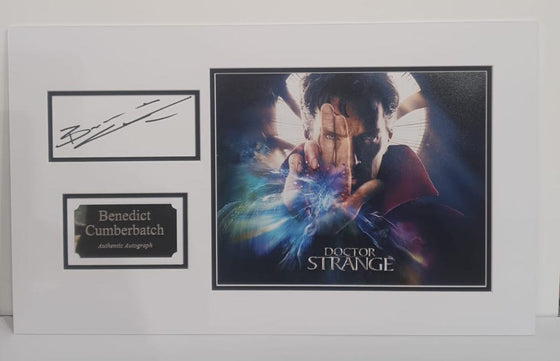 Benedict
Cumberbatch
Authentic Autograph
DOCTOR
STRANGE